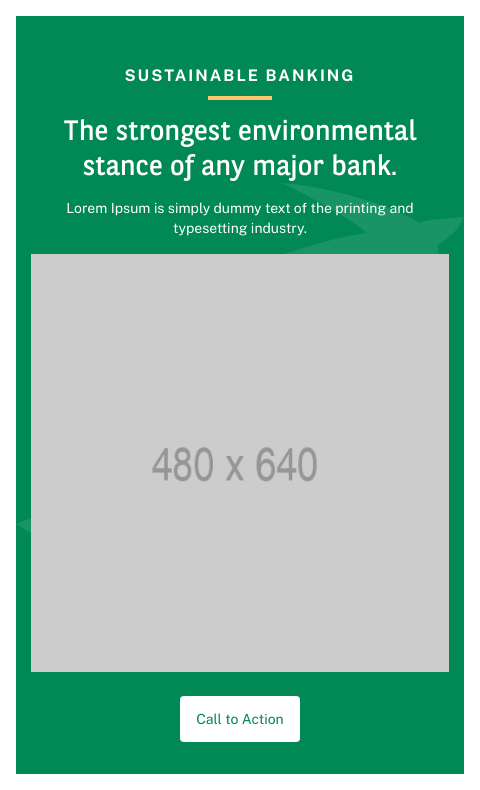 SUSTAINABLE BANKING
The strongest environmental
stance of any major bank.
Lorem Ipsum is simply dummy text of the printing and
typesetting industry.
480 x 640
Call to Action